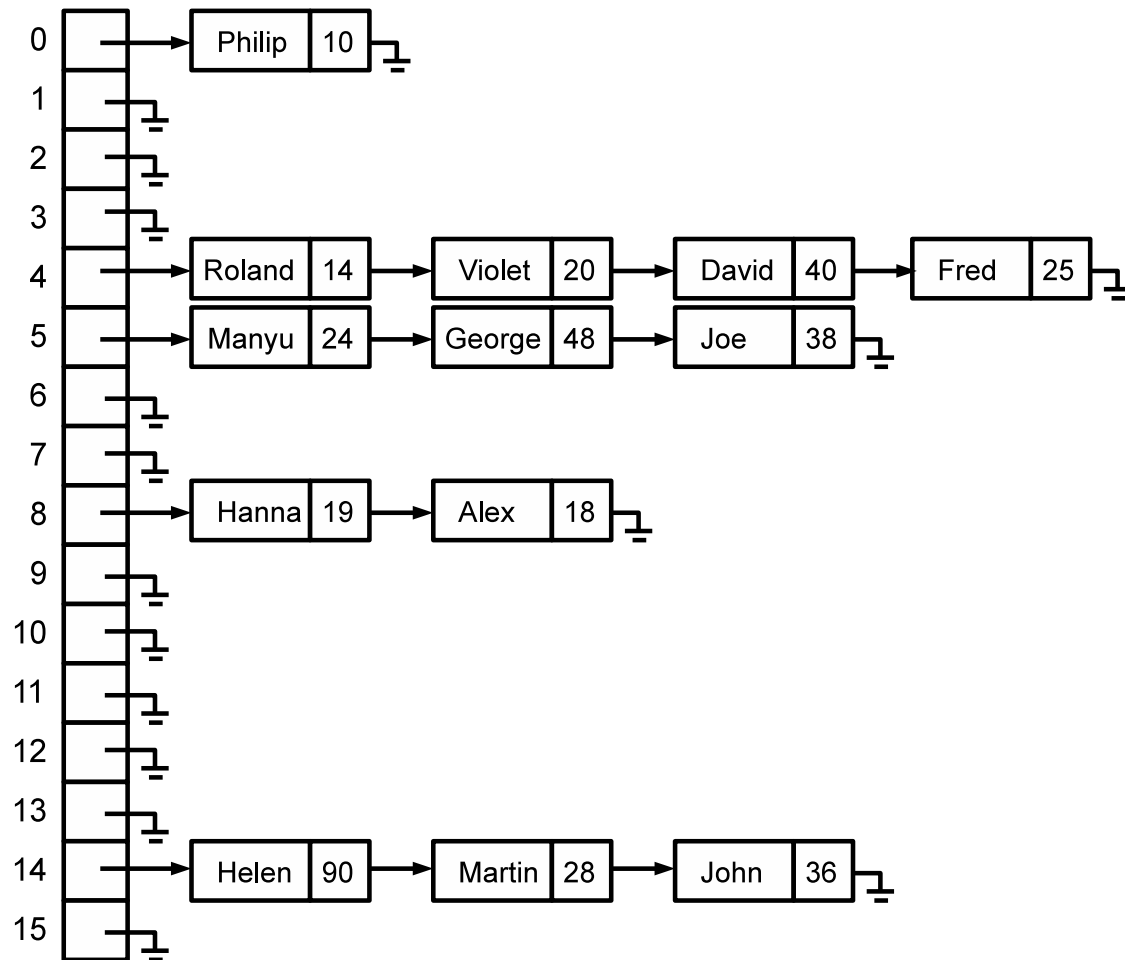 0 Philip 10
1
2
3
4 Roland 14 Violet 20 David 40 Fred 25
5 Manyu 24 George 48 Joe 38
6
7
8 Hanna 19 Alex 18
9
10
11
12
13
14 Helen 90 Martin 28 John 36
15